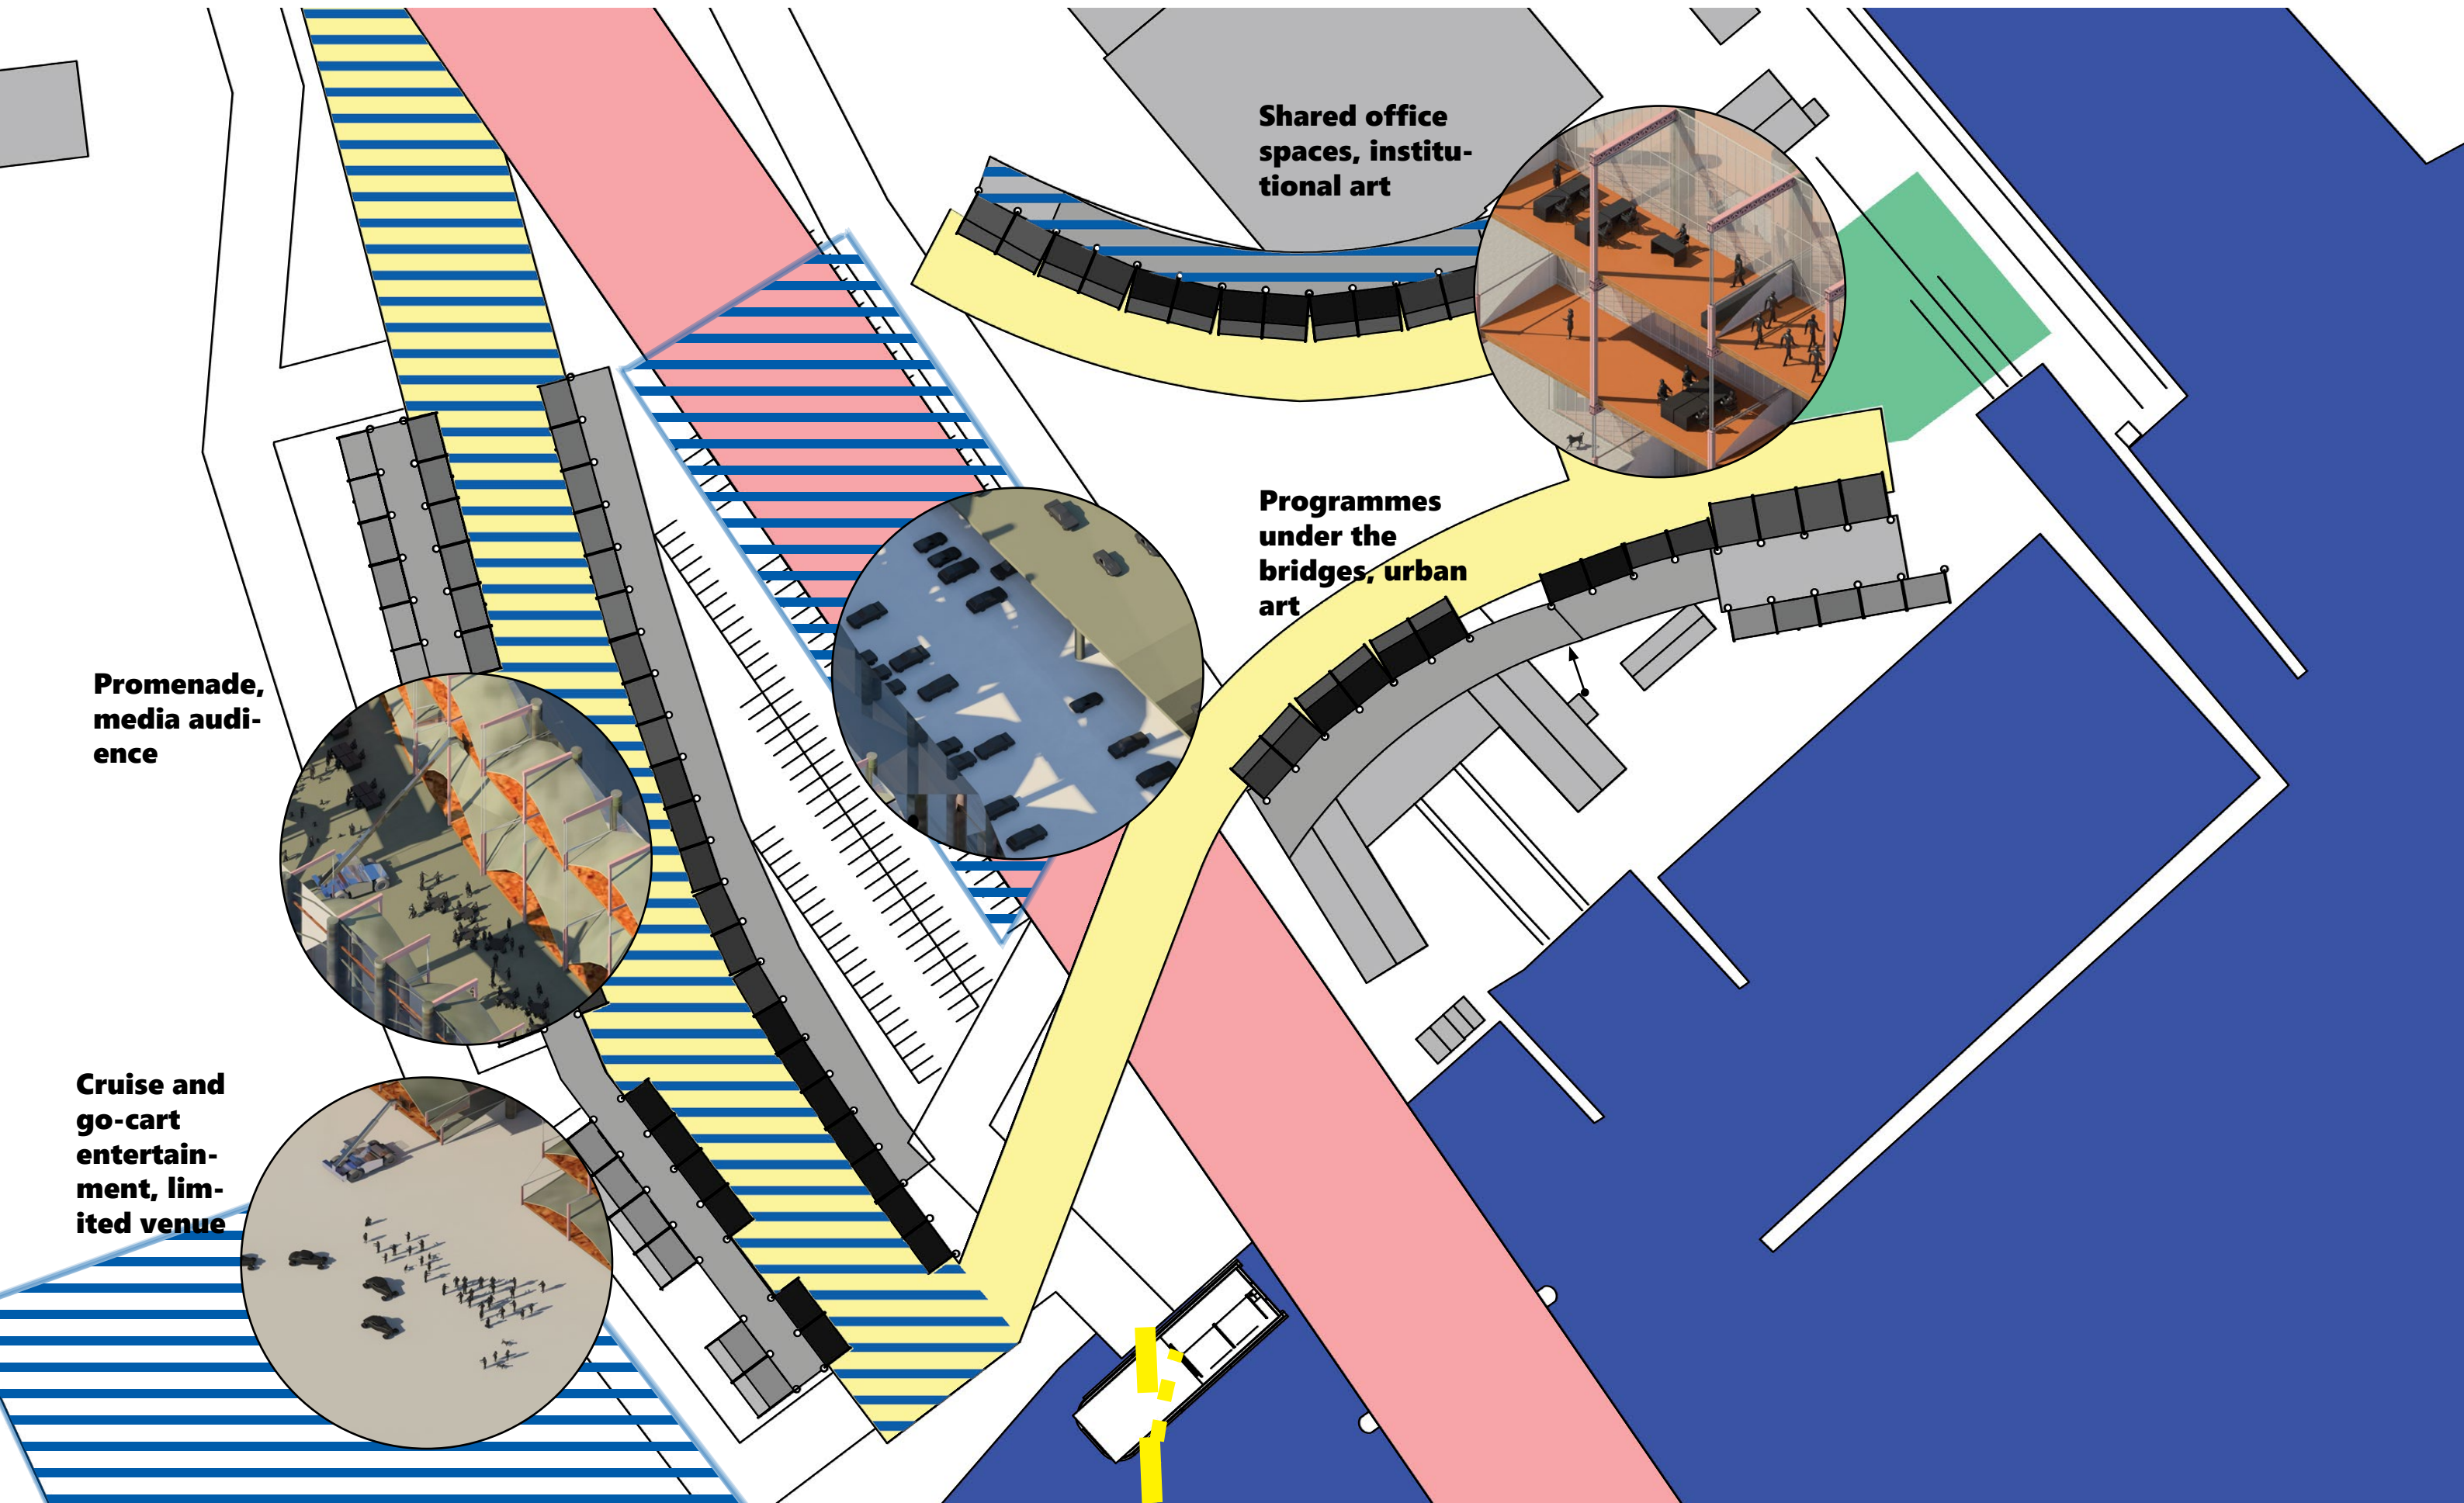 Shared office
spaces, institu-
tional art
Programmes
under the
bridges, urban
art
Promenade,
media audi-
ence
Cruise and
go-cart
entertain-
ment, lim-
ited venue